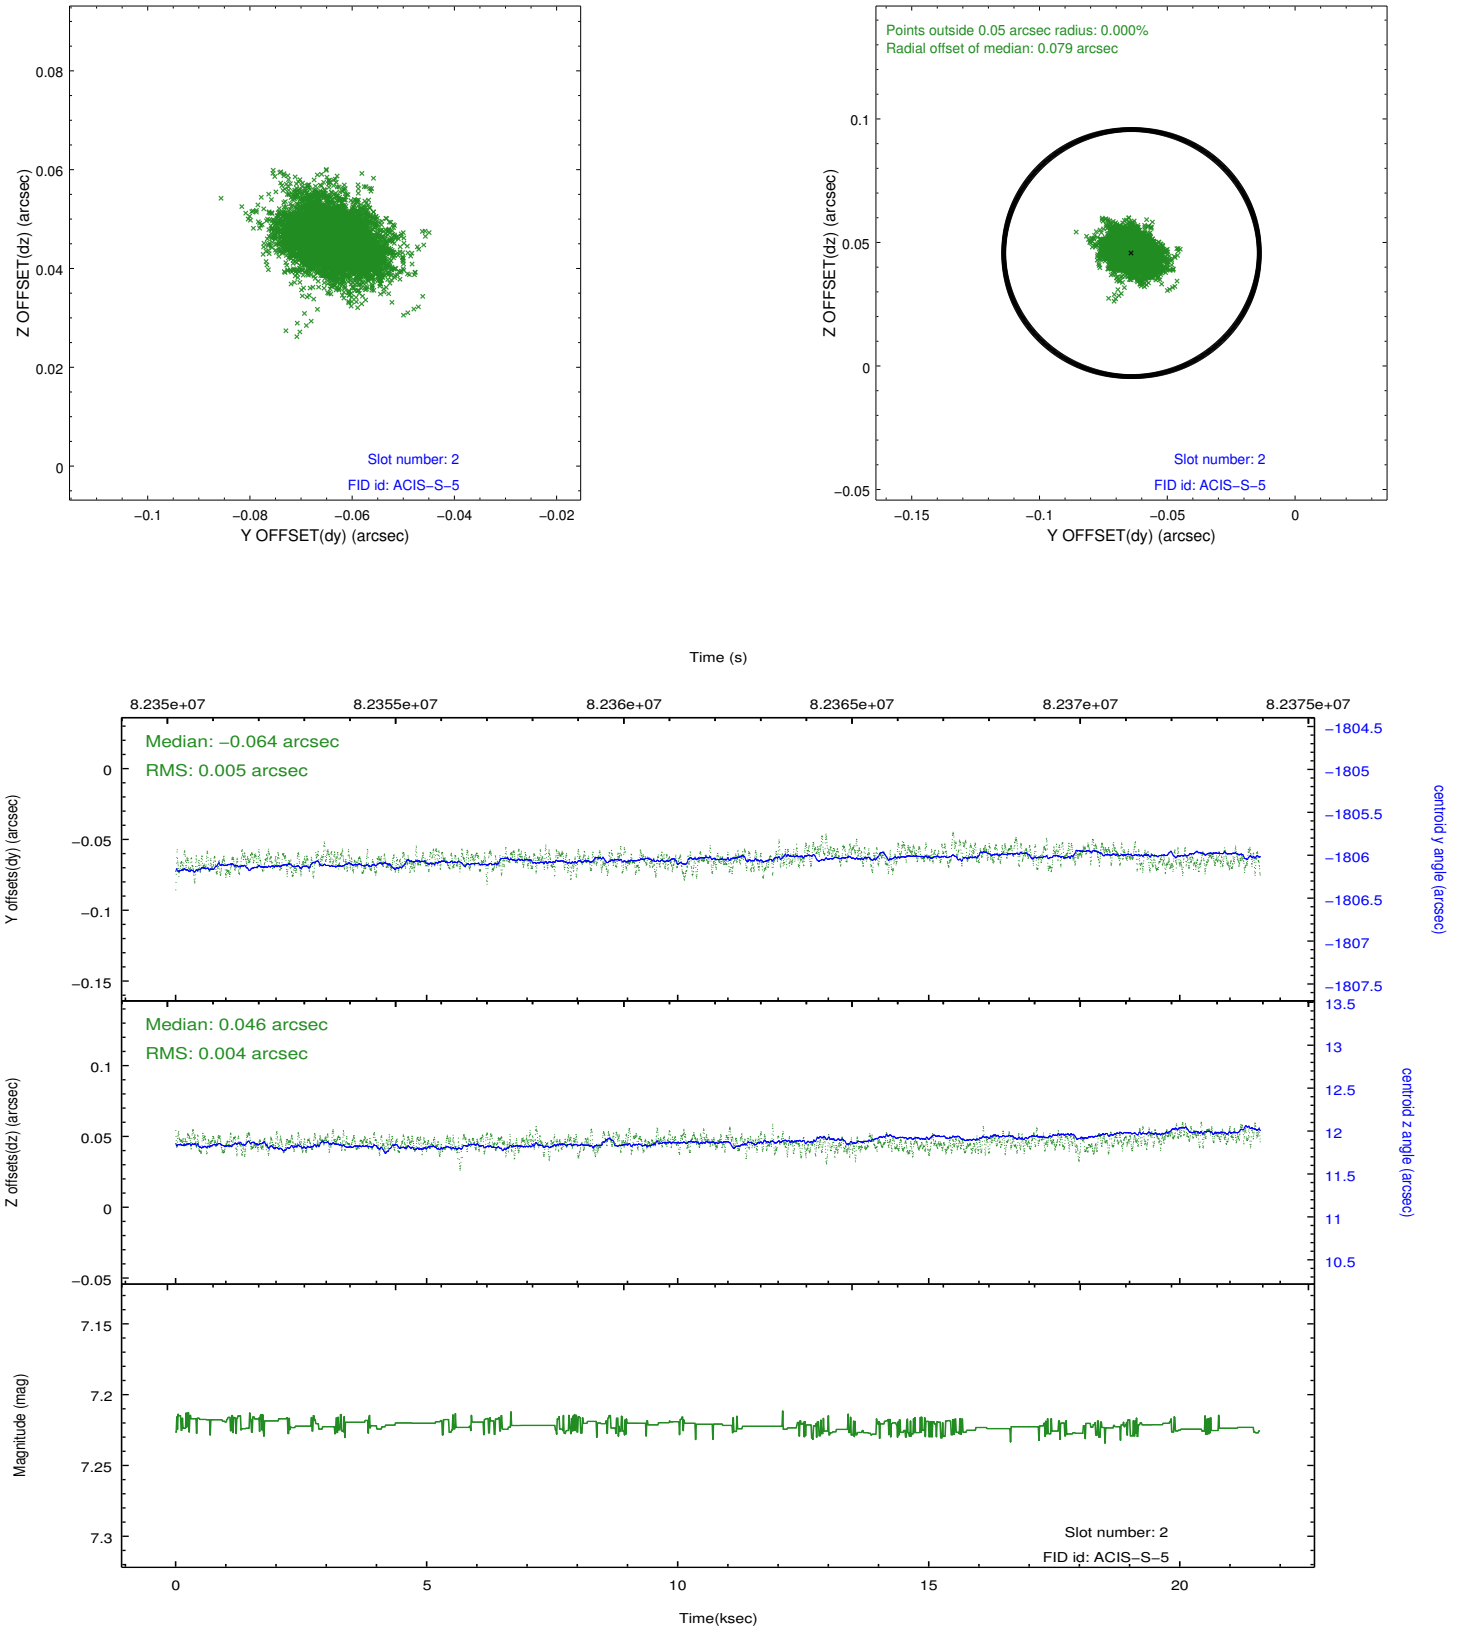 0.08
0.06
0.04
0.02
0
Z OFFSET(dz) (arcsec)
Slot number: 2
FID id: ACIS−S−5
−0.1
−0.08
−0.06
−0.04
−0.02
Y OFFSET(dy) (arcsec)
Points outside 0.05 arcsec radius: 0.000%
Radial offset of median: 0.079 arcsec
0.1
0.05
0
−0.05
Z OFFSET(dz) (arcsec)
Slot number: 2
FID id: ACIS−S−5
−0.15
−0.1
−0.05
0
Y OFFSET(dy) (arcsec)
Time (s)
8.235e+07
8.2355e+07
8.236e+07
8.2365e+07
8.237e+07
8.2375e+07
Median: −0.064 arcsec
RMS: 0.005 arcsec
0
−0.05
−0.1
−0.15
Y offsets(dy) (arcsec)
−1804.5
−1805
−1805.5
−1806
−1806.5
−1807
−1807.5
centroid y angle (arcsec)
Median: 0.046 arcsec
RMS: 0.004 arcsec
0.1
0.05
0
−0.05
Z offsets(dz) (arcsec)
13.5
13
12.5
12
11.5
11
10.5
centroid z angle (arcsec)
7.15
7.2
7.25
7.3
Magnitude (mag)
Slot number: 2
FID id: ACIS−S−5
0
5
10
15
20
Time(ksec)